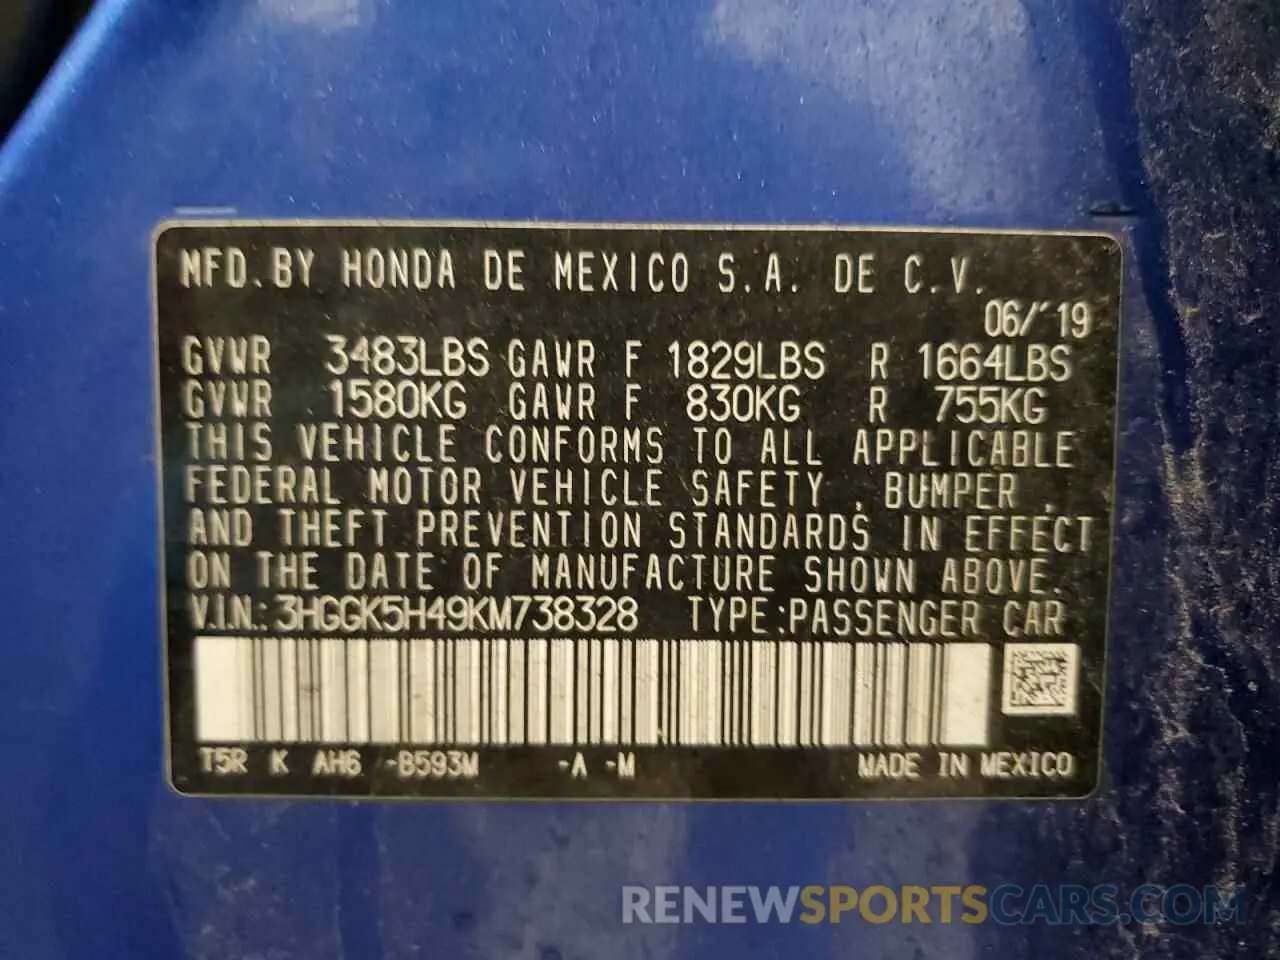 MFD. BY HONDA DE MEXICO S.A. DE C.V.
06/'19
GVWR 3483LBS GAWR F 1829LBS R 1664LBS
GVWR 1580KG GAWR F 830KG R 755KG
THIS VEHICLE CONFORMS TO ALL APPLICABLE
FEDERAL MOTOR VEHICLE SAFETY , BUMPER ,
AND THEFT PREVENTION STANDARDS IN EFFECT
ON THE DATE OF MANUFACTURE SHOWN ABOVE.
V.I.N.: 3HGGK5H49KM738328 TYPE:PASSENGER CAR
T5R K AH6 -B593M -A -M MADE IN MEXICO
RENEWSPORTSCARS.COM